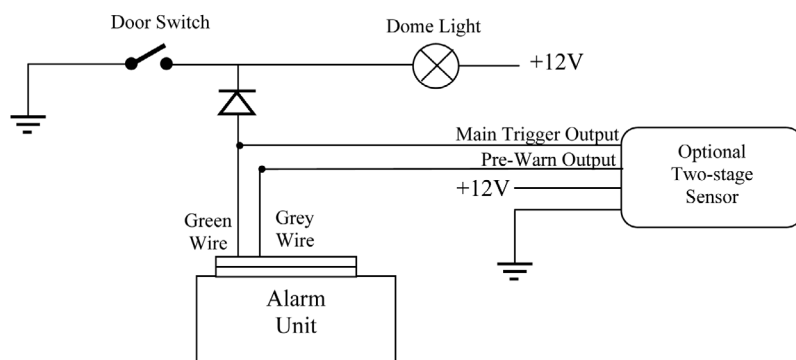 Door Switch
Dome Light
+12V
Main Trigger Output
Pre-Warn Output
+12V
Optional
Two-stage
Sensor
Green
Wire
Grey
Wire
Alarm
Unit